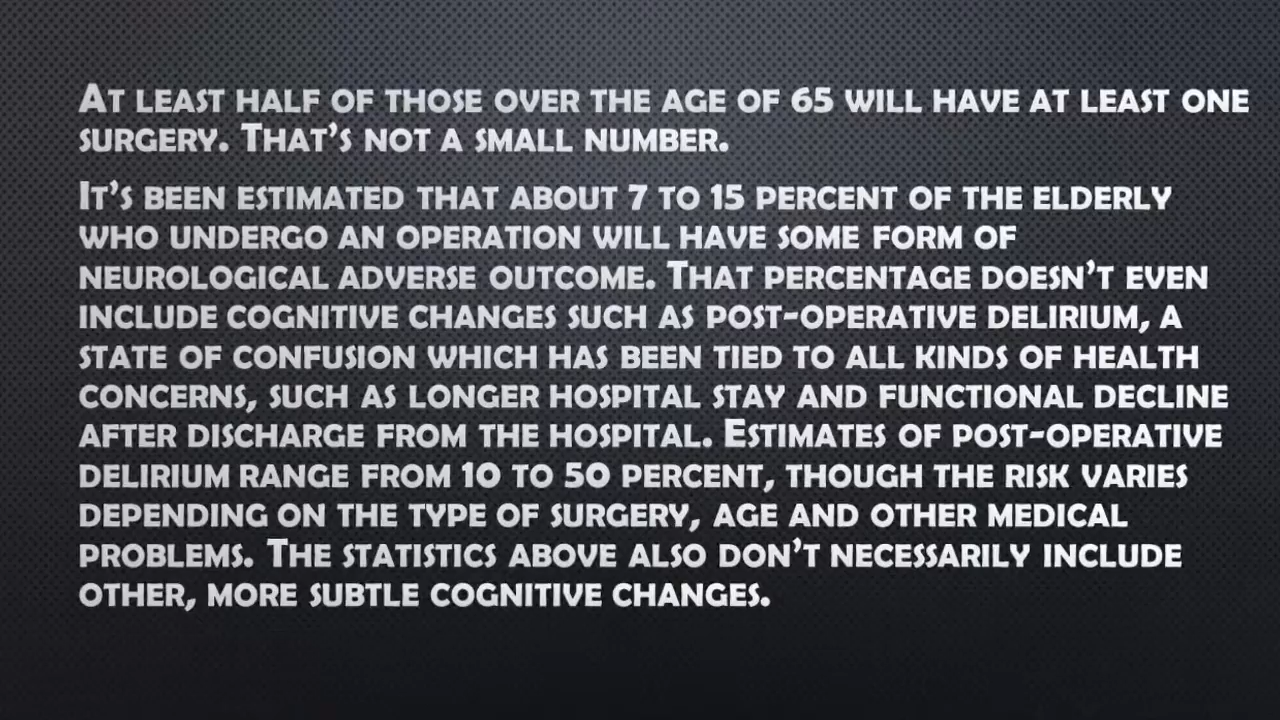 At least half of those over the age of 65 will have at least one
surgery. That's not a small number.
It's been estimated that about 7 to 15 percent of the elderly
who undergo an operation will have some form of
neurological adverse outcome. That percentage doesn't even
include cognitive changes such as post-operative delirium, a
state of confusion which has been tied to all kinds of health
concerns, such as longer hospital stay and functional decline
after discharge from the hospital. Estimates of post-operative
delirium range from 10 to 50 percent, though the risk varies
depending on the type of surgery, age and other medical
problems. The statistics above also don't necessarily include
other, more subtle cognitive changes.